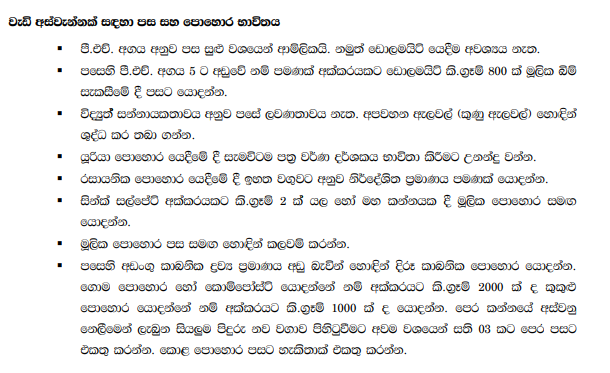 වැඩි අස්වැන්නක් සඳහා පස සහ පොහොර භාවිතය
▪ පී.එච්. අගය අනුව පස සුළු වශයෙන් ආම්ලිකයි. නමුත් ඩොලමයිට් යෙදීම අවශ්‍යය නැත.
▪ පසෙහි පී.එච්. අගය 5 ට අඩුවේ නම් පමණක් අක්කරයකට ඩොලමයිට් කි.ග්‍රෑම් 800 ක් මූලික බිම්
සැකසීමේ දී පසට යොදන්න.
▪ විද්‍යුත් සන්නායකතාවය අනුව පසේ ලවණතාවය නැත. අපවහන ඇලවල් (කුණු ඇලවල්) හොඳින්
ශුද්ධ කර තබා ගන්න.
▪ යූරියා පොහොර යෙදීමේ දී සැමවිටම පත්‍ර වර්ණ දර්ශකය භාවිතා කිරීමට උනන්දු වන්න.
▪ රසායනික පොහොර යෙදීමේ දී ඉහත වගුවට අනුව නිර්දේශිත ප්‍රමාණය පමණක් යොදන්න.
▪ සින්ක් සල්පේට් අක්කරයකට කි.ග්‍රෑම් 2 ක් යල හෝ මහ කන්නයක දී මූලික පොහොර සමඟ
යොදන්න.
▪ මූලික පොහොර පස සමඟ හොඳින් කලවම් කරන්න.
▪ පසෙහි අඩංගු කාබනික ද්‍රව්‍ය ප්‍රමාණය අඩු බැවින් හොඳින් දිරූ කාබනික පොහොර යොදන්න.
ගොම පොහොර හෝ කොම්පෝස්ට් යොදන්නේ නම් අක්කරයට කි.ග්‍රෑම් 2000 ක් ද කුකුළු
පොහොර යොදන්නේ නම් අක්කරයට කි.ග්‍රෑම් 1000 ක් ද යොදන්න. පෙර කන්නයේ අස්වනු
නෙලීමෙන් ලැබුන සියලුම පිදුරු නව වගාව පිහිටුවීමට අවම වශයෙන් සති 03 කට පෙර පසට
එකතු කරන්න. කොළ පොහොර පසට හැකිතාක් එකතු කරන්න.